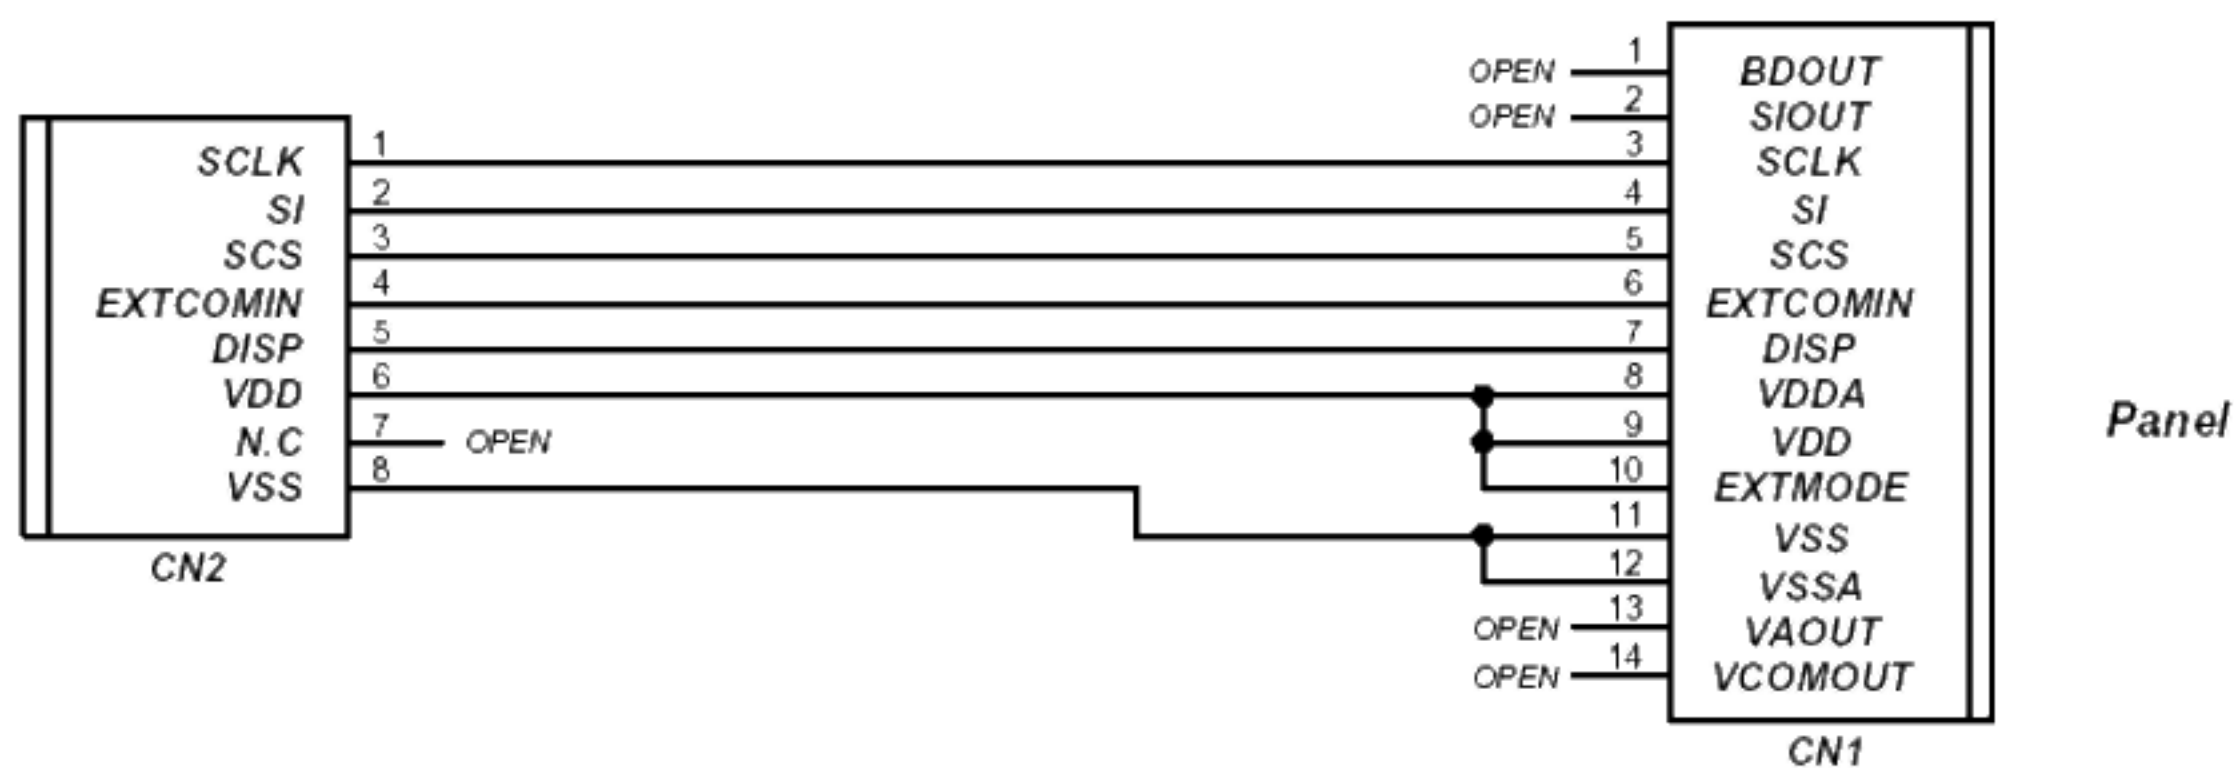 OPEN 1 BDOUT
OPEN 2 SIOUT
SCLK 1 3 SCLK
SI 2 4 SI
SCS 3 5 SCS
EXTCOMIN 4 6 EXTCOMIN
DISP 5 7 DISP
VDD 6 8 VDDA
Panel
N.C 7 OPEN 9 VDD
VSS 8 10 EXTMODE
11 VSS
CN2
12 VSSA
OPEN 13 VAOUT
OPEN 14 VCOMOUT
CN1